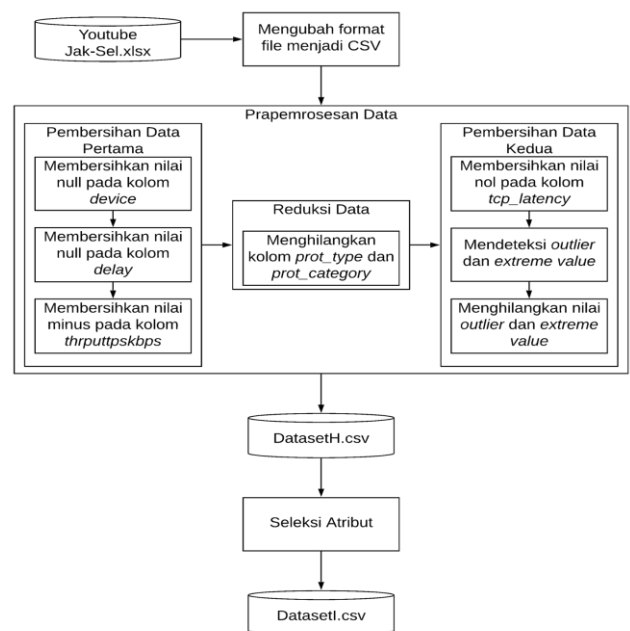 Youtube
Jak-Sel.xlsx
Mengubah format
file menjadi CSV
Prapemrosesan Data
Pembersihan Data
Pertama
Membersihkan nilai
null pada kolom
device
Membersihkan nilai
null pada kolom
delay
Membersihkan nilai
minus pada kolom
thrputtpskbps
Reduksi Data
Menghilangkan
kolom prot_type dan
prot_category
Pembersihan Data
Kedua
Membersihkan nilai
nol pada kolom
tcp_latency
Mendeteksi outlier
dan extreme value
Menghilangkan nilai
outlier dan extreme
value
DatasetH.csv
Seleksi Atribut
DatasetI.csv